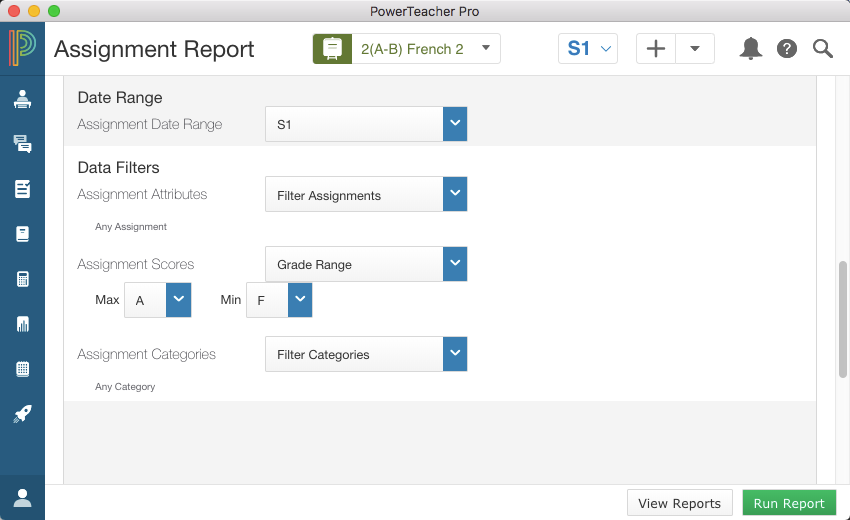 PowerTeacher Pro
Assignment Report
2(A-B) French 2
S1
Date Range
Assignment Date Range
S1
Data Filters
Assignment Attributes
Filter Assignments
Any Assignment
Assignment Scores
Grade Range
Max A Min F
Assignment Categories
Filter Categories
Any Category
View Reports
Run Report